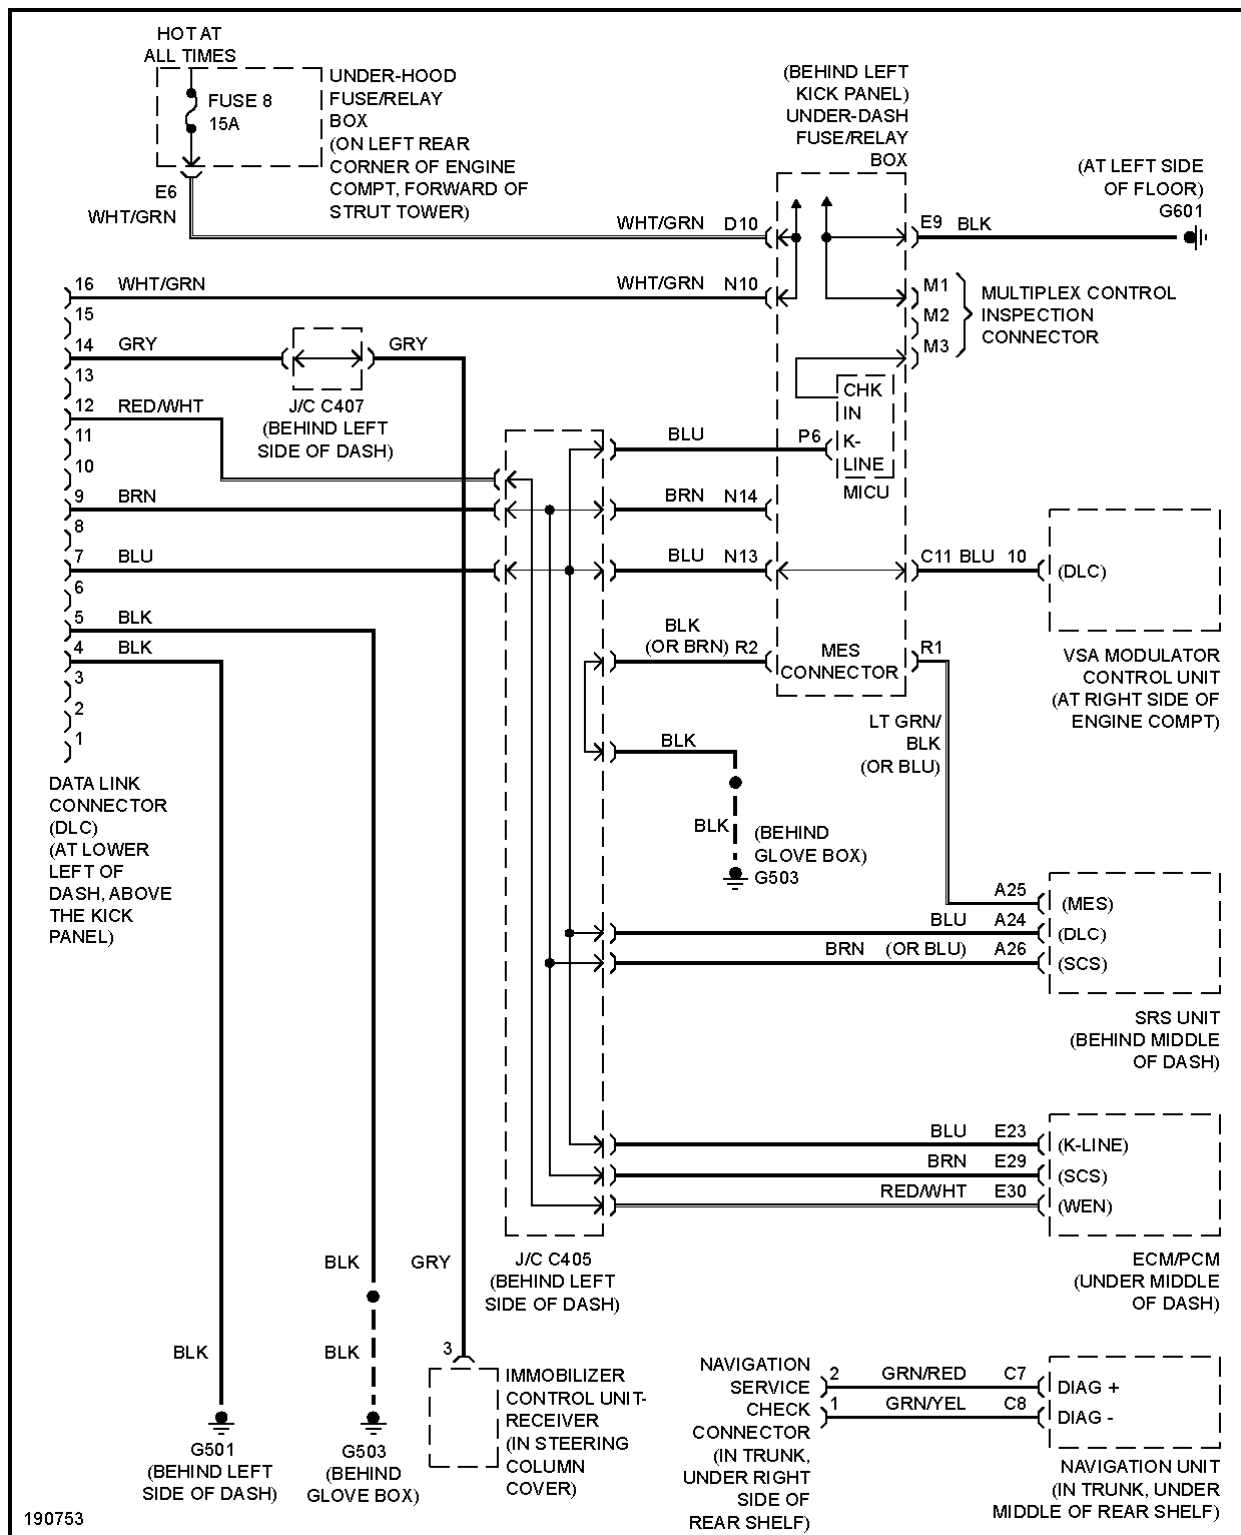 HOT AT
ALL TIMES
FUSE 8
15A
UNDER-HOOD
FUSE/RELAY
BOX
(ON LEFT REAR
CORNER OF ENGINE
COMPT, FORWARD OF
STRUT TOWER)
E6
WHT/GRN
(BEHIND LEFT
KICK PANEL)
UNDER-DASH
FUSE/RELAY
BOX
(AT LEFT SIDE
OF FLOOR)
G601
WHT/GRN D10
E9 BLK
16 WHT/GRN
WHT/GRN N10
M1
M2
M3
MULTIPLEX CONTROL
INSPECTION
CONNECTOR
15
14 GRY
GRY
13
12 RED/WHT
J/C C407
(BEHIND LEFT
SIDE OF DASH)
CHK
IN
K-
LINE
MICU
11
10
BLU P6
9 BRN
BRN N14
8
7 BLU
BLU N13
C11 BLU 10
(DLC)
6
5 BLK
4 BLK
3
2
1
BLK
(OR BRN) R2
MES
CONNECTOR
R1
VSA MODULATOR
CONTROL UNIT
(AT RIGHT SIDE OF
ENGINE COMPT)
LT GRN/
BLK
(OR BLU)
BLK
DATA LINK
CONNECTOR
(DLC)
(AT LOWER
LEFT OF
DASH, ABOVE
THE KICK
PANEL)
BLK
(BEHIND
GLOVE BOX)
G503
A25
(MES)
BLU A24
(DLC)
BRN (OR BLU) A26
(SCS)
SRS UNIT
(BEHIND MIDDLE
OF DASH)
BLU E23
(K-LINE)
BRN E29
(SCS)
RED/WHT E30
(WEN)
ECM/PCM
(UNDER MIDDLE
OF DASH)
BLK
GRY
J/C C405
(BEHIND LEFT
SIDE OF DASH)
BLK
BLK
3
G501
(BEHIND LEFT
SIDE OF DASH)
G503
(BEHIND
GLOVE BOX)
IMMOBILIZER
CONTROL UNIT-
RECEIVER
(IN STEERING
COLUMN
COVER)
NAVIGATION
SERVICE
CHECK
CONNECTOR
(IN TRUNK,
UNDER RIGHT
SIDE OF
REAR SHELF)
2 GRN/RED C7
DIAG +
1 GRN/YEL C8
DIAG -
NAVIGATION UNIT
(IN TRUNK, UNDER
MIDDLE OF REAR SHELF)
190753